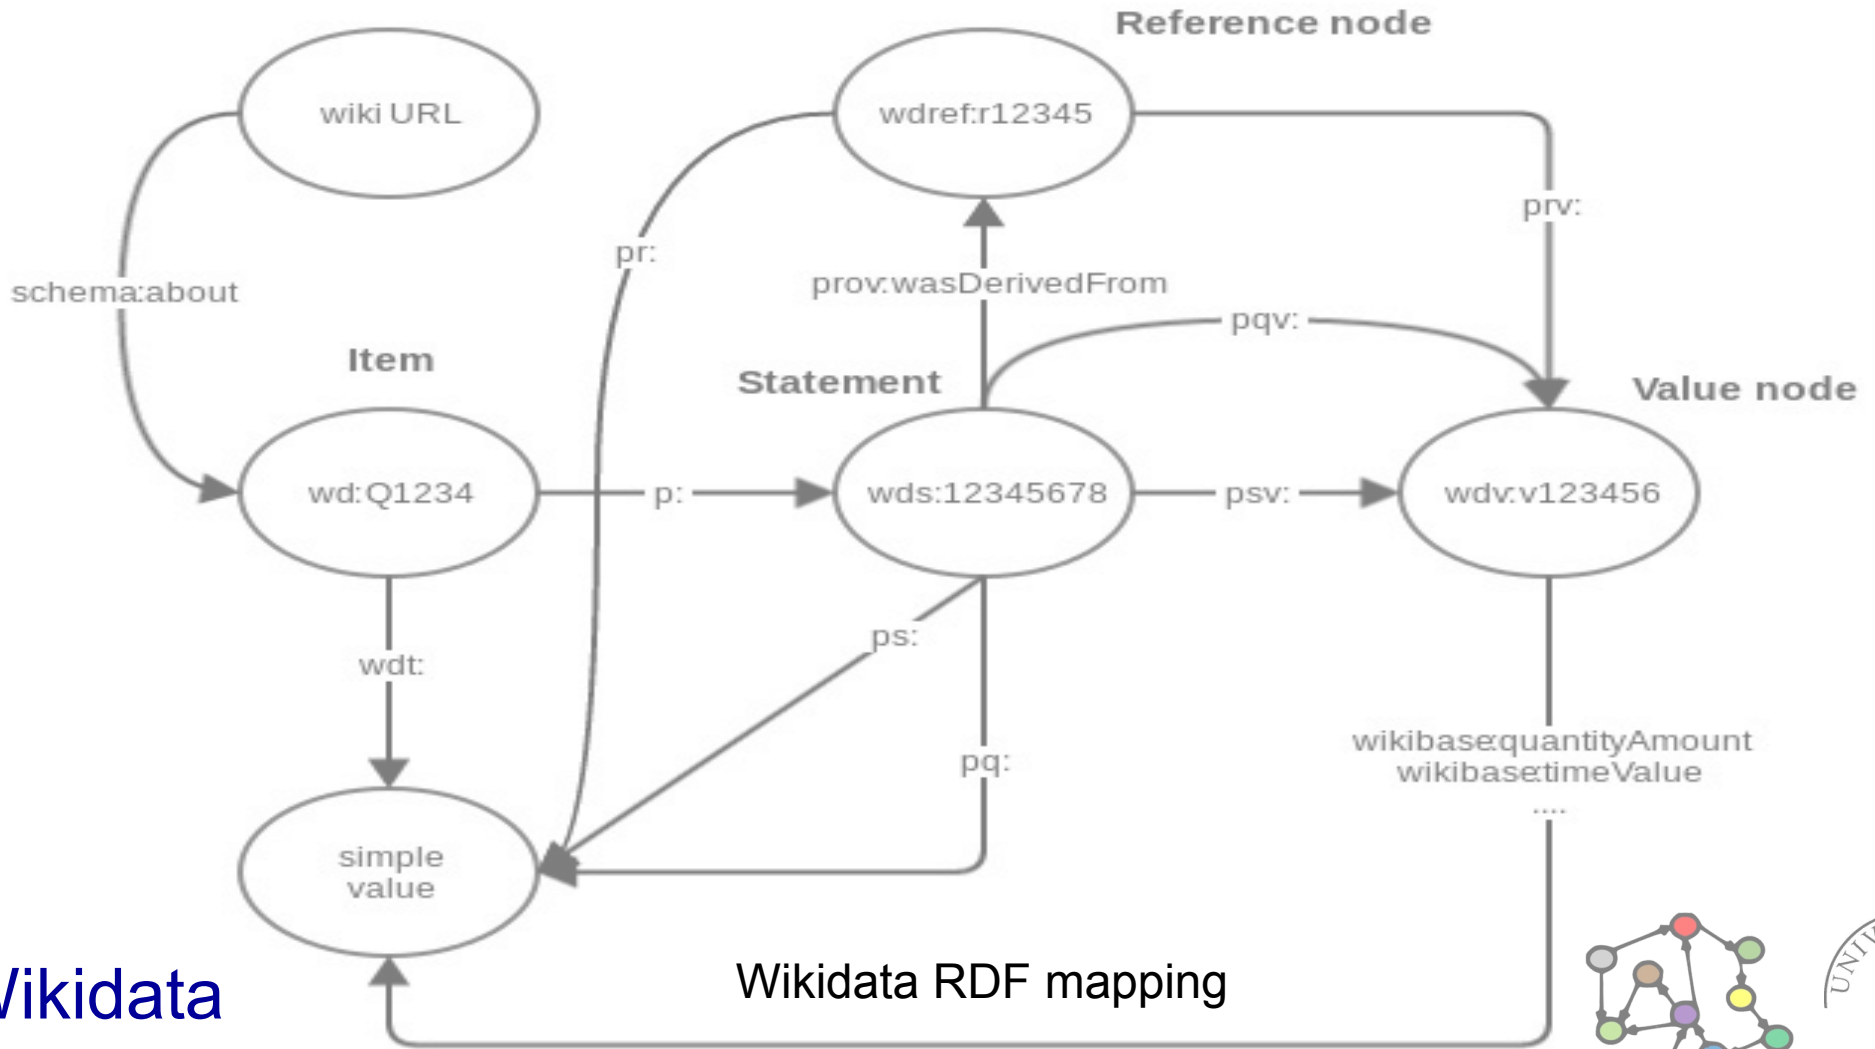 Reference node
wiki URL
wdref:r12345
prv:
pr:
prov:wasDerivedFrom
schema:about
pqv:
Item
Statement
Value node
wd:Q1234
p:
wds:12345678
psv:
wdv:v123456
ps:
wdt:
pq:
wikibase:quantityAmount
wikibase:timeValue
....
simple
value
Wikidata RDF mapping